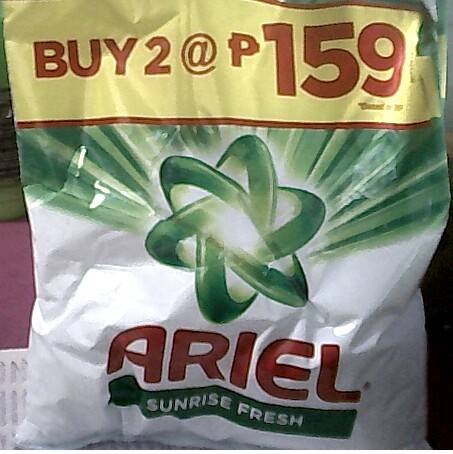 BUY 2 @ ₱159
ARIEL
SUNRISE FRESH